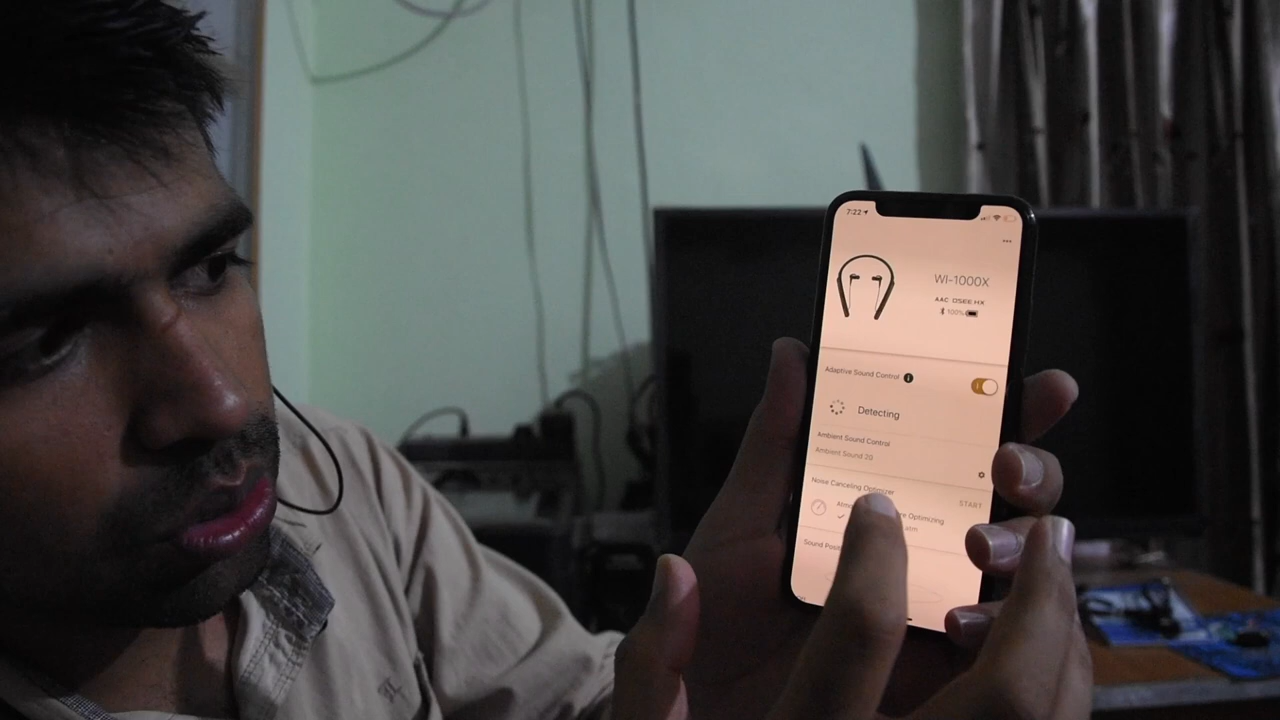 7:22
WI-1000X
AAC DSEE HX
100%
Adaptive Sound Control
Detecting
Ambient Sound Control
Ambient Sound 20
Noise Canceling Optimizer
START
Optimizing
atm
Sound